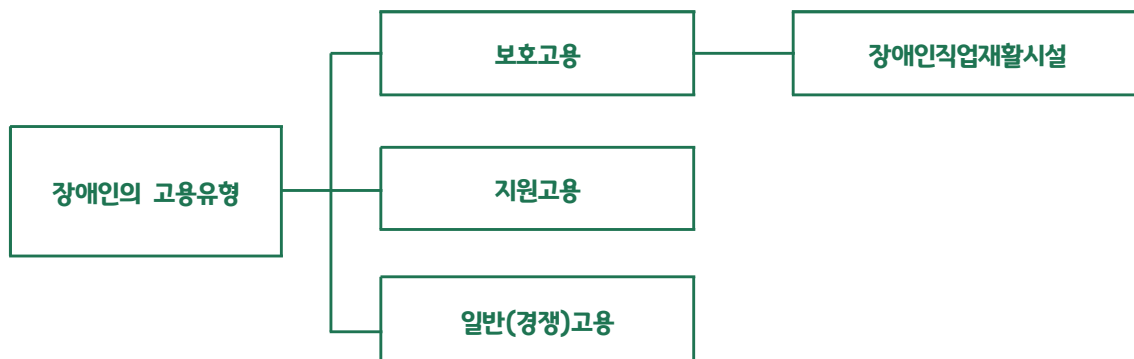 보호고용
장애인직업재활시설
장애인의 고용유형
지원고용
일반(경쟁)고용